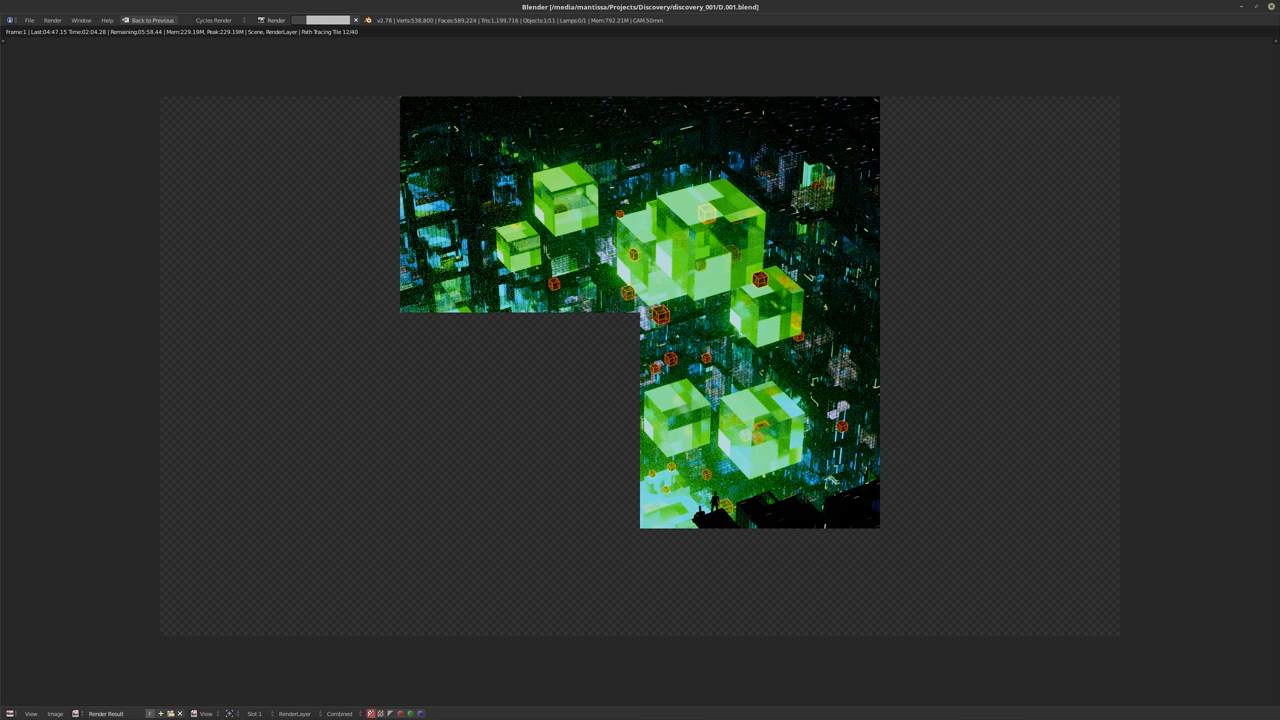 Blender [/media/mantissa/Projects/Discovery/discovery_001/D.001.blend]
File Render Window Help Back to Previous Cycles Render Render v2.78 | Verts:538,800 | Faces:589,224 | Tris:1,199,716 | Objects:1/11 | Lamps:0/1 | Mem:792.21M | CAM.50mm
Frame:1 | Last:04:47.15 Time:02:04.28 | Remaining:05:58.44 | Mem:229.19M, Peak:229.19M | Scene, RenderLayer | Path Tracing Tile 12/40
View Image Render Result F View Slot 1 RenderLayer Combined